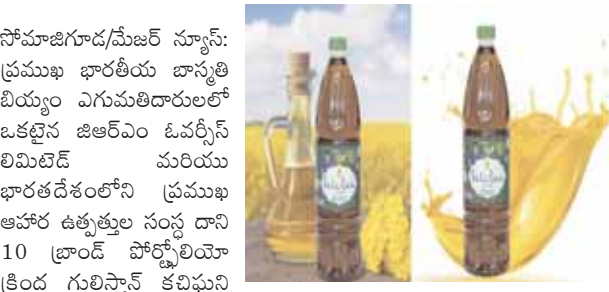 సోమాజిగూడ/మేజర్ న్యూస్:
ప్రముఖ భారతీయ బాస్మతి
బియ్యం ఎగుమతిదారులలో
ఒకటైన జిఆర్ఎం ఓవర్సీస్
లిమిటెడ్ మరియు
భారతదేశంలోని ప్రముఖ
ఆహార ఉత్పత్తుల సంస్థ దాని
10 బ్రాండ్ పోర్ట్ఫోలియో
క్రింద గులిస్తాన్ కచిఘని